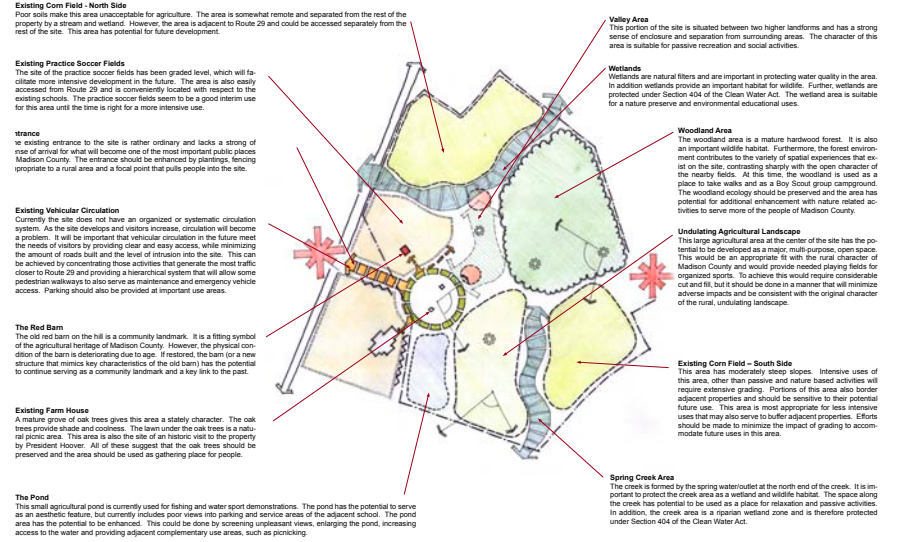 Existing Corn Field - North Side
Poor soils make this area unacceptable for agriculture. The area is somewhat remote and separated from the rest of the
property by a stream and wetland. However, the area is adjacent to Route 29 and could be accessed separately from the
rest of the site. This area has potential for future development.
Existing Practice Soccer Fields
The site of the practice soccer fields has been graded level, which will fa-
cilitate more intensive development in the future. The area is also easily
accessed from Route 29 and is conveniently located with respect to the
existing schools. The practice soccer fields seem to be a good interim use
for this area until the time is right for a more intensive use.
trance
e existing entrance to the site is rather ordinary and lacks a strong of
nse of arrival for what will become one of the most important public places
Madison County. The entrance should be enhanced by plantings, fencing
propriate to a rural area and a focal point that pulls people into the site.
Existing Vehicular Circulation
Currently the site does not have an organized or systematic circulation
system. As the site develops and visitors increase, circulation will become
a problem. It will be important that vehicular circulation in the future meet
the needs of visitors by providing clear and easy access, while minimizing
the amount of roads built and the level of intrusion into the site. This can
be achieved by concentrating those activities that generate the most traffic
closer to Route 29 and providing a hierarchical system that will allow some
pedestrian walkways to also serve as maintenance and emergency vehicle
access. Parking should also be provided at important use areas.
The Red Barn
The old red barn on the hill is a community landmark. It is a fitting symbol
of the agricultural heritage of Madison County. However, the physical con-
dition of the barn is deteriorating due to age. If restored, the barn (or a new
structure that mimics key characteristics of the old barn) has the potential
to continue serving as a community landmark and a key link to the past.
Existing Farm House
A mature grove of oak trees gives this area a stately character. The oak
trees provide shade and coolness. The lawn under the oak trees is a natu-
ral picnic area. This area is also the site of an historic visit to the property
by President Hoover. All of these suggest that the oak trees should be
preserved and the area should be used as gathering place for people.
The Pond
This small agricultural pond is currently used for fishing and water sport demonstrations. The pond has the potential to serve
as an aesthetic feature, but currently includes poor views into parking and service areas of the adjacent school. The pond
area has the potential to be enhanced. This could be done by screening unpleasant views, enlarging the pond, increasing
access to the water and providing adjacent complementary use areas, such as picnicking.
Valley Area
This portion of the site is situated between two higher landforms and has a strong
sense of enclosure and separation from surrounding areas. The character of this
area is suitable for passive recreation and social activities.
Wetlands
Wetlands are natural filters and are important in protecting water quality in the area.
In addition wetlands provide an important habitat for wildlife. Further, wetlands are
protected under Section 404 of the Clean Water Act. The wetland area is suitable
for a nature preserve and environmental educational uses.
Woodland Area
The woodland area is a mature hardwood forest. It is also
an important wildlife habitat. Furthermore, the forest environ-
ment contributes to the variety of spatial experiences that ex-
ist on the site, contrasting sharply with the open character of
the nearby fields. At this time, the woodland is used as a
place to take walks and as a Boy Scout group campground.
The woodland ecology should be preserved and the area has
potential for additional enhancement with nature related ac-
tivities to serve more of the people of Madison County.
Undulating Agricultural Landscape
This large agricultural area at the center of the site has the po-
tential to be developed as a major, multi-purpose, open space.
This would be an appropriate fit with the rural character of
Madison County and would provide needed playing fields for
organized sports. To achieve this would require considerable
cut and fill, but it should be done in a manner that will minimize
adverse impacts and be consistent with the original character
of the rural, undulating landscape.
Existing Corn Field – South Side
This area has moderately steep slopes. Intensive uses of
this area, other than passive and nature based activities will
require extensive grading. Portions of this area also border
adjacent properties and should be sensitive to their potential
future use. This area is most appropriate for less intensive
uses that may also serve to buffer adjacent properties. Efforts
should be made to minimize the impact of grading to accom-
modate future uses in this area.
Spring Creek Area
The creek is formed by the spring water/outlet at the north end of the creek. It is im-
portant to protect the creek area as a wetland and wildlife habitat. The space along
the creek has potential to be used as a place for relaxation and passive activities.
In addition, the creek area is a riparian wetland zone and is therefore protected
under Section 404 of the Clean Water Act.